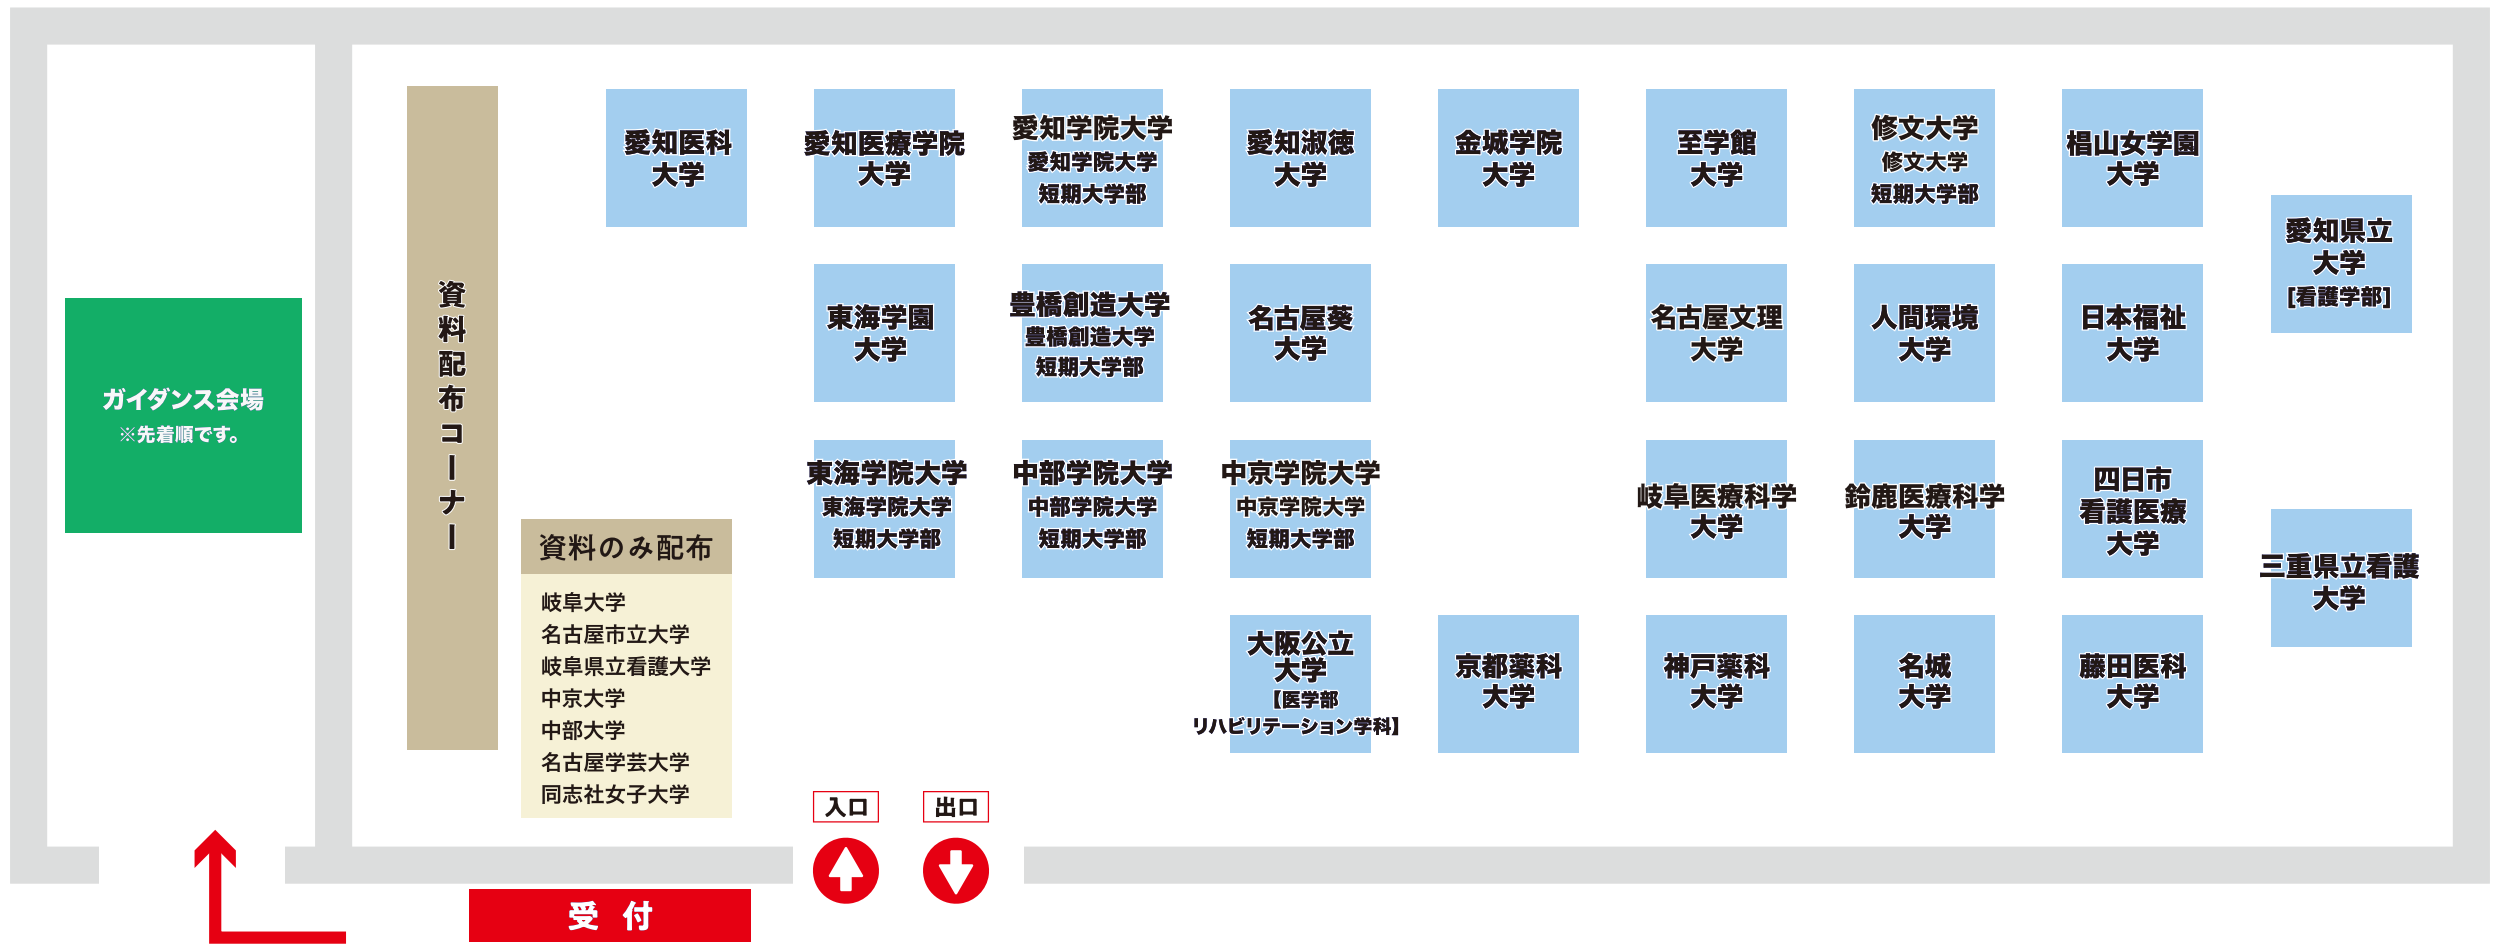 愛知医科
大学
愛知医療学院
大学
愛知学院大学
愛知学院大学
短期大学部
愛知淑徳
大学
金城学院
大学
至学館
大学
修文大学
修文大学
短期大学部
椙山女学園
大学
愛知県立
大学
[看護学部]
東海学園
大学
豊橋創造大学
豊橋創造大学
短期大学部
名古屋葵
大学
名古屋文理
大学
人間環境
大学
日本福祉
大学
資料配布コーナー
ガイダンス会場
※先着順です。
東海学院大学
東海学院大学
短期大学部
中部学院大学
中部学院大学
短期大学部
中京学院大学
中京学院大学
短期大学部
岐阜医療科学
大学
鈴鹿医療科学
大学
四日市
看護医療
大学
三重県立看護
大学
資料のみ配布
岐阜大学
名古屋市立大学
岐阜県立看護大学
中京大学
中部大学
名古屋学芸大学
同志社女子大学
大阪公立
大学
【医学部
リハビリテーション学科】
京都薬科
大学
神戸薬科
大学
名城
大学
藤田医科
大学
入口
出口
受 付